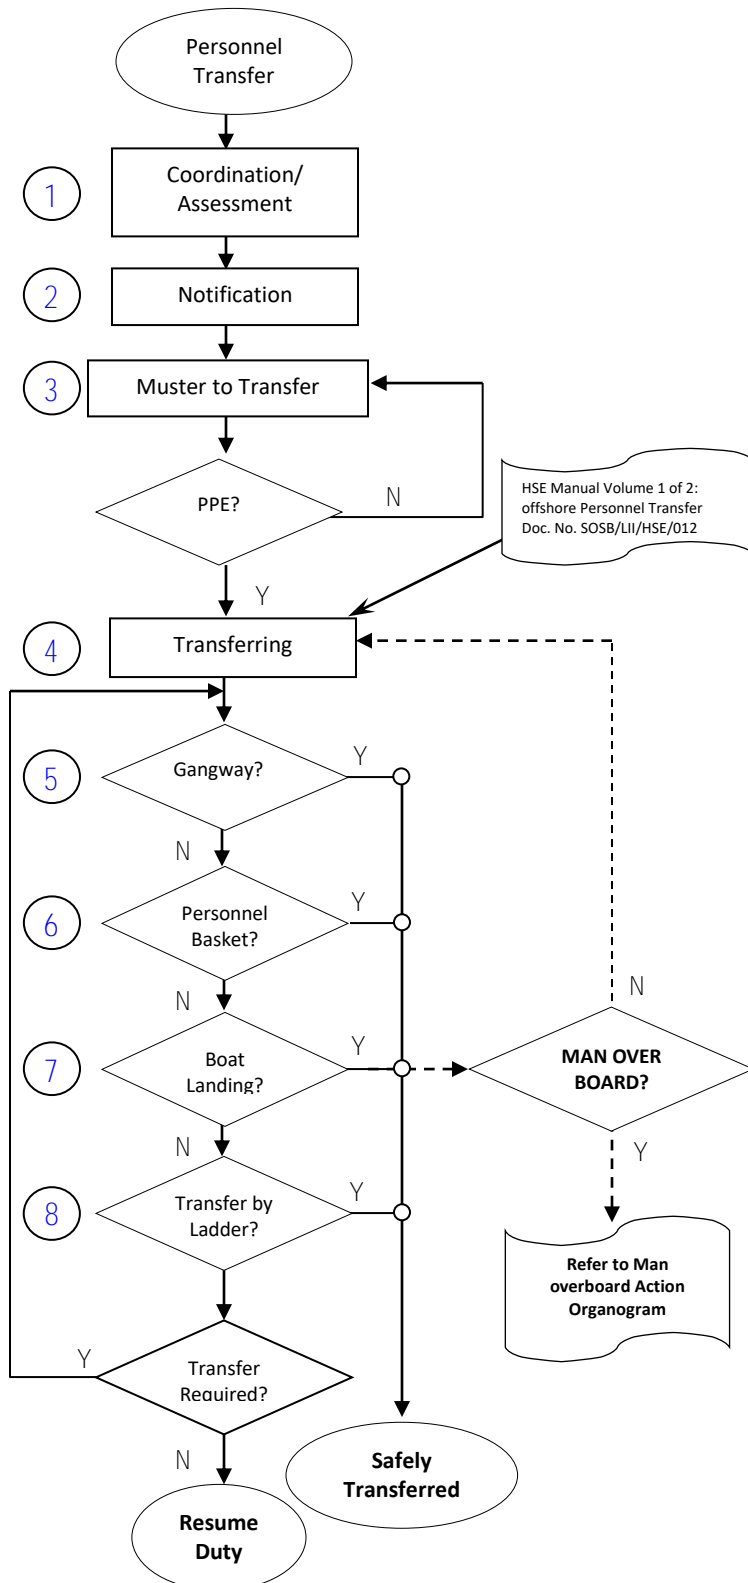 Personnel
Transfer
1
Coordination/
Assessment
2
Notification
3
Muster to Transfer
PPE?
N
HSE Manual Volume 1 of 2:
offshore Personnel Transfer
Doc. No. SOSB/LII/HSE/012
Y
4
Transferring
5
Gangway?
Y
N
6
Personnel
Basket?
Y
N
7
Boat
Landing?
Y
MAN OVER
BOARD?
N
Y
N
8
Transfer by
Ladder?
Y
Refer to Man
overboard Action
Organogram
Y
Transfer
Required?
N
Safely
Transferred
Resume
Duty